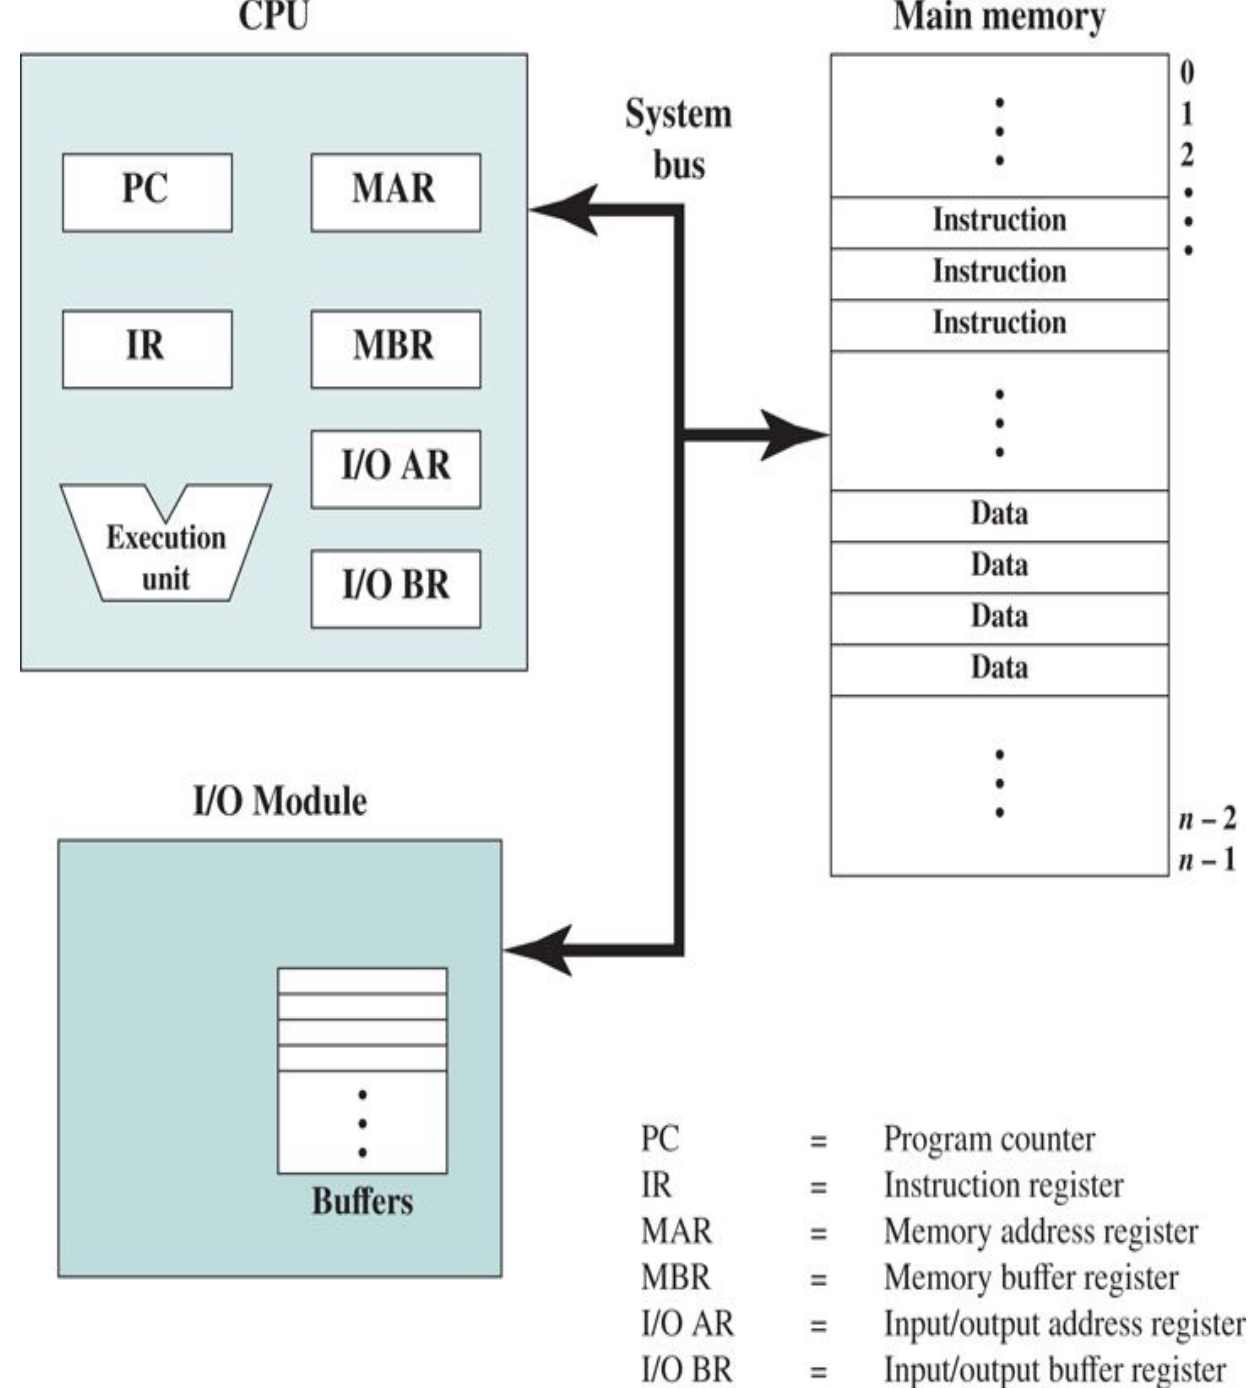 CPU
PC
MAR
IR
MBR
I/O AR
Execution
unit
I/O BR
System
bus
Main memory
0
1
2
Instruction
Instruction
Instruction
Data
Data
Data
Data
n – 2
n – 1
I/O Module
Buffers
PC = Program counter
IR = Instruction register
MAR = Memory address register
MBR = Memory buffer register
I/O AR = Input/output address register
I/O BR = Input/output buffer register